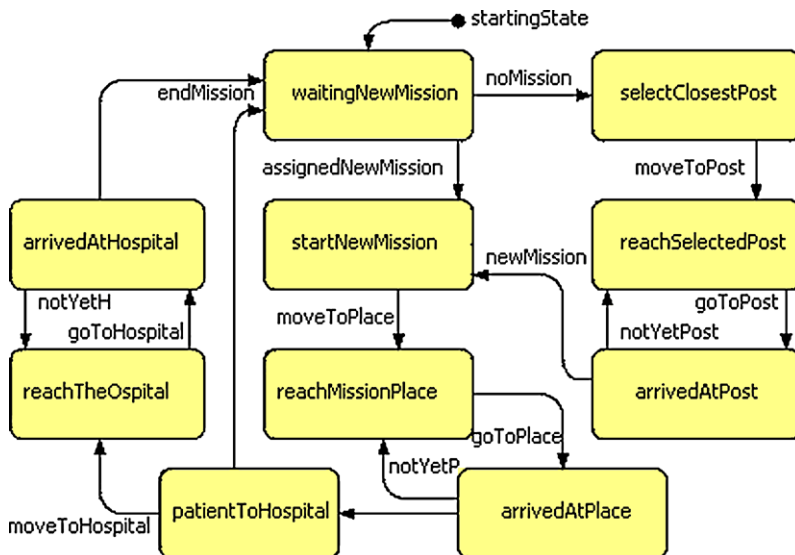 startingState
waitingNewMission
noMission
selectClosestPost
endMission
assignedNewMission
moveToPost
arrivedAtHospital
startNewMission
newMission
reachSelectedPost
notYetH
goToHospital
moveToPlace
goToPost
notYetPost
reachTheOspital
reachMissionPlace
arrivedAtPost
goToPlace
notYetP
moveToHospital
patientToHospital
arrivedAtPlace